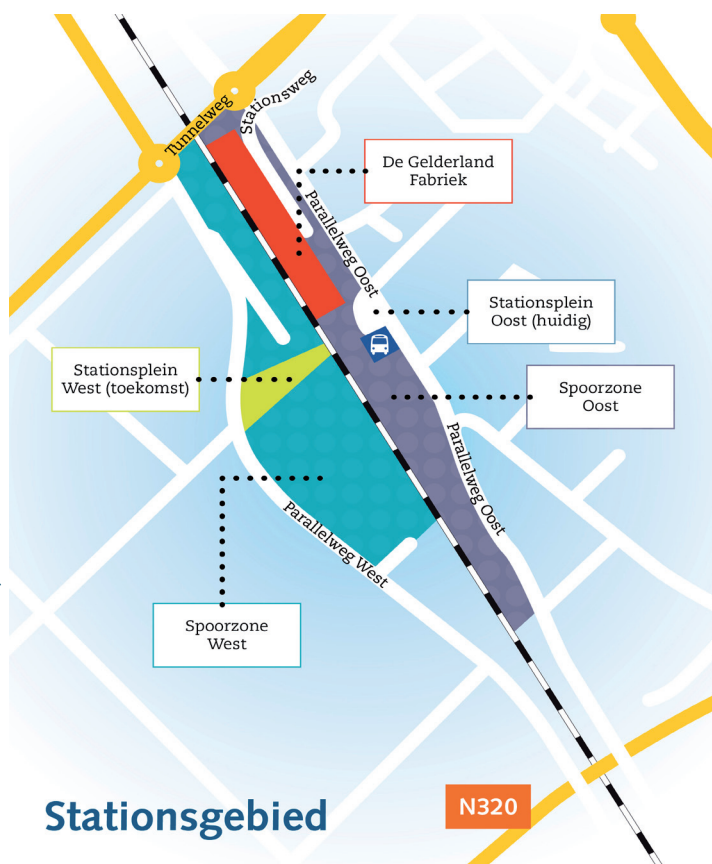 Tunnelweg
Stationsweg
De Gelderland
Fabriek
Parallelweg Oost
Stationsplein
Oost (huidig)
Stationsplein
West (toekomst)
Spoorzone
Oost
Parallelweg Oost
Parallelweg West
Spoorzone
West
Stationsgebied
N320